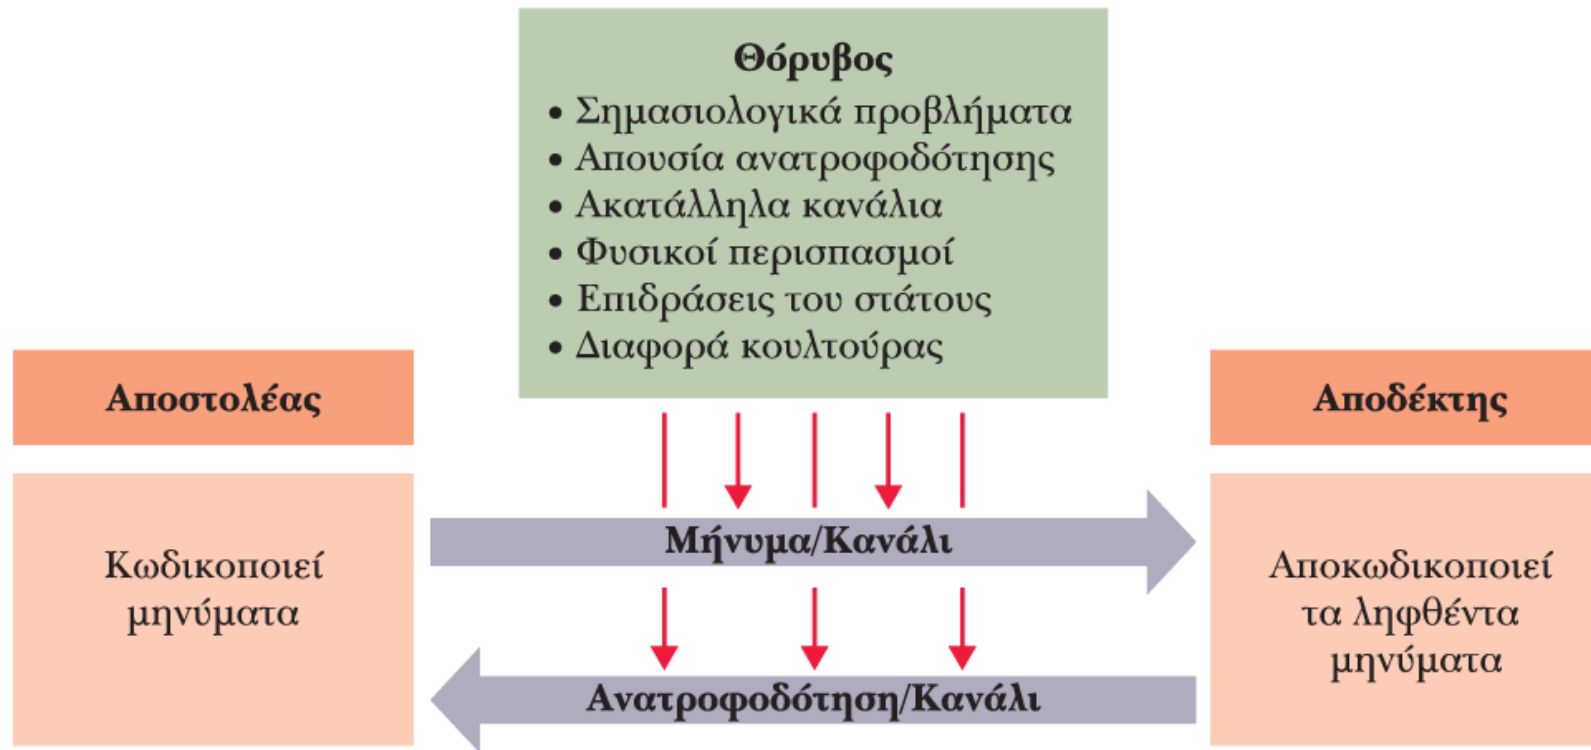 Θόρυβος
• Σημασιολογικά προβλήματα
• Απουσία ανατροφοδότησης
• Ακατάλληλα κανάλια
• Φυσικοί περισπασμοί
• Επιδράσεις του στάτους
• Διαφορά κουλτούρας
Αποστολέας
Κωδικοποιεί
μηνύματα
Μήνυμα/Κανάλι
Ανατροφοδότηση/Κανάλι
Αποδέκτης
Αποκωδικοποιεί
τα ληφθέντα
μηνύματα